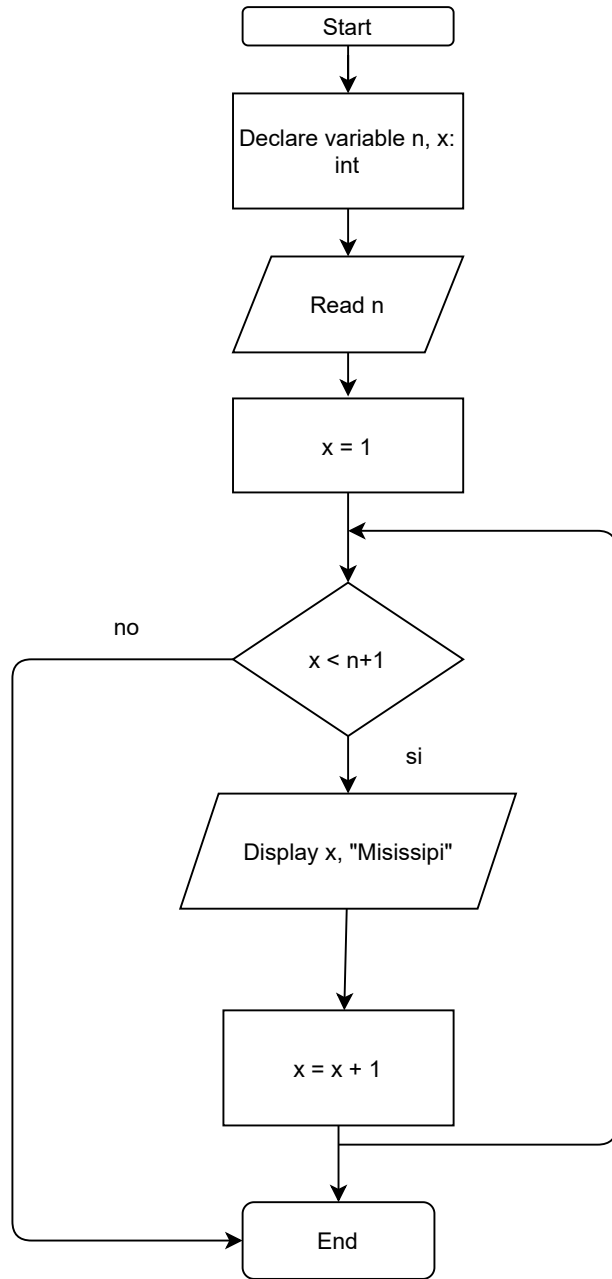 Start
Declare variable n, x:
int
Read n
x = 1
no
x < n+1
si
Display x, "Misissipi"
x = x + 1
End